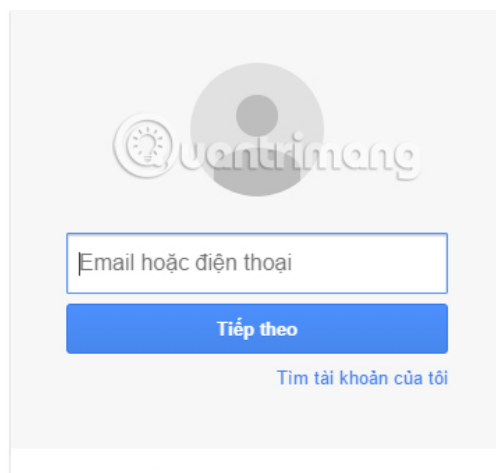 Quantrimang
Email hoặc điện thoại
Tiếp theo
Tìm tài khoản của tôi